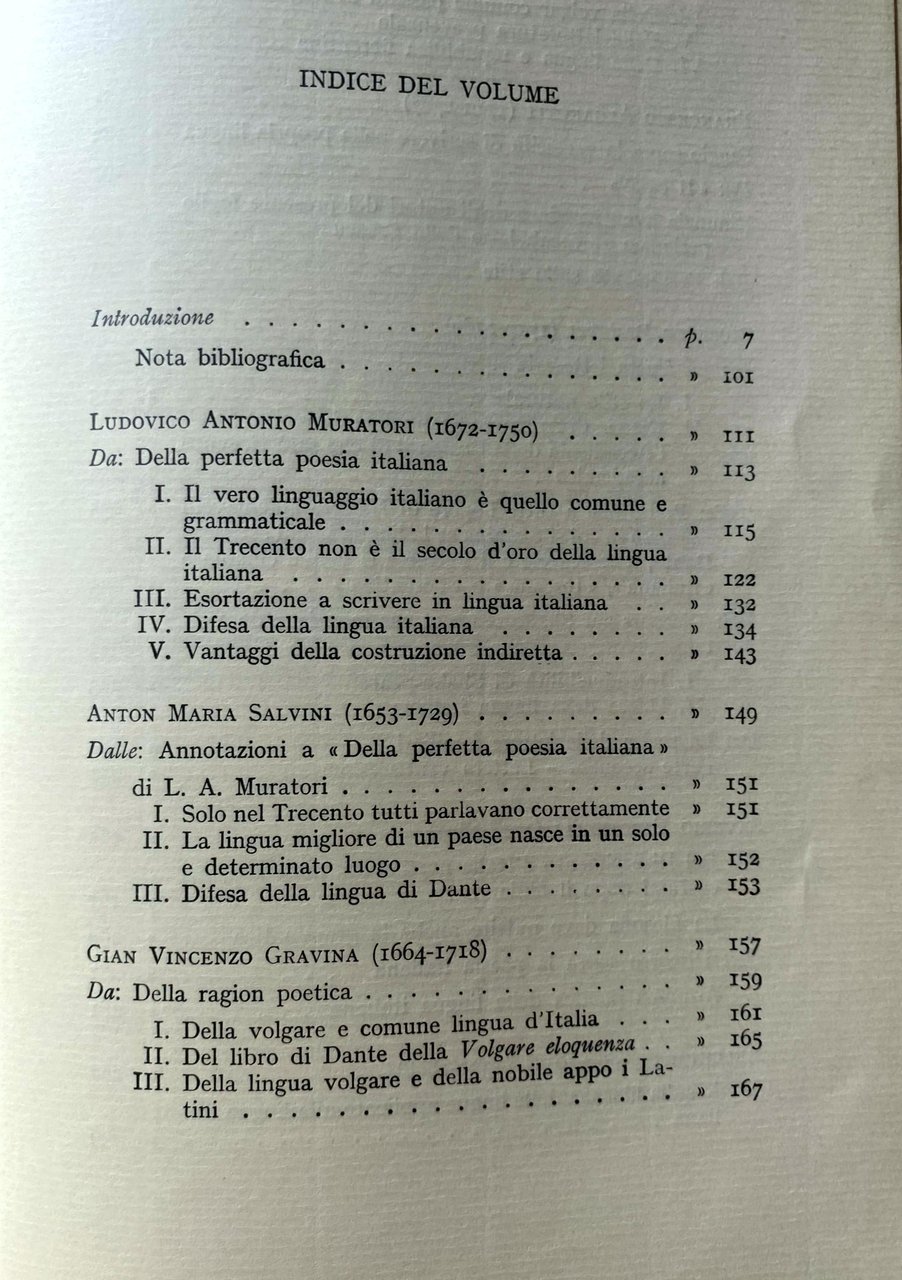 INDICE DEL VOLUME
Introduzione . . . . . . . . . . . . . . . . . . p. 7
Nota bibliografica . . . . . . . . . . . . . . . » 101
LUDOVICO ANTONIO MURATORI (1672-1750) . . . . . » 111
Da: Della perfetta poesia italiana . . . . . . . . . » 113
I. Il vero linguaggio italiano è quello comune e
grammaticale . . . . . . . . . . . . . . » 115
II. Il Trecento non è il secolo d'oro della lingua
italiana . . . . . . . . . . . . . . . . . » 122
III. Esortazione a scrivere in lingua italiana . . » 132
IV. Difesa della lingua italiana . . . . . . . . » 134
V. Vantaggi della costruzione indiretta . . . . . » 143
ANTON MARIA SALVINI (1653-1729) . . . . . . . . . » 149
Dalle: Annotazioni a « Della perfetta poesia italiana »
di L. A. Muratori . . . . . . . . . . . . . . . » 151
I. Solo nel Trecento tutti parlavano correttamente » 151
II. La lingua migliore di un paese nasce in un solo
e determinato luogo . . . . . . . . . . . . » 152
III. Difesa della lingua di Dante . . . . . . . . » 153
GIAN VINCENZO GRAVINA (1664-1718) . . . . . . . . » 157
Da: Della ragion poetica . . . . . . . . . . . . . . » 159
I. Della volgare e comune lingua d'Italia . . . » 161
II. Del libro di Dante della Volgare eloquenza . . » 165
III. Della lingua volgare e della nobile appo i La-
tini . . . . . . . . . . . . . . . . . . . » 167